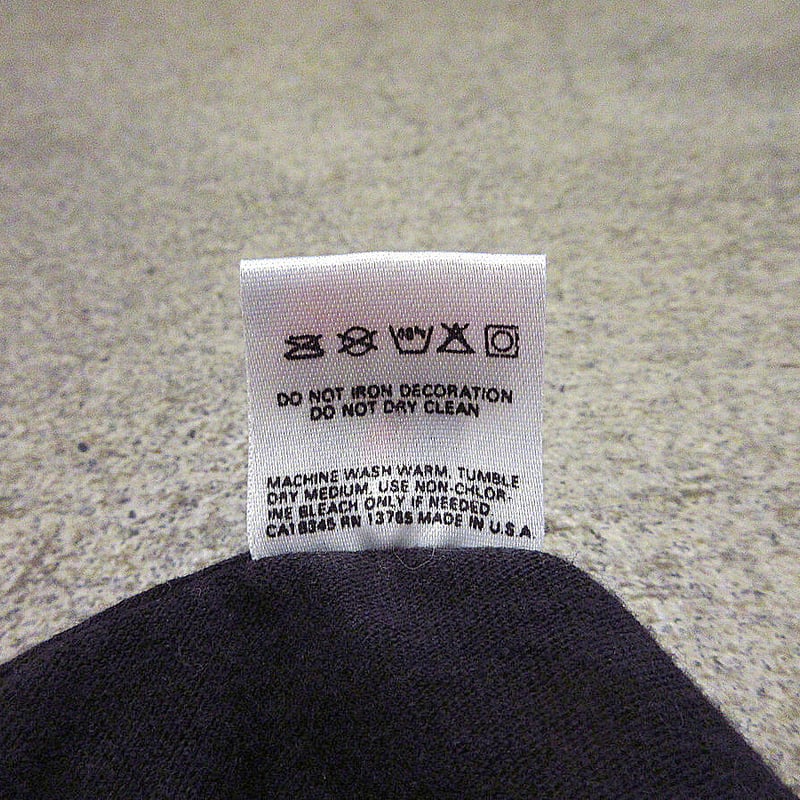 40°
DO NOT IRON DECORATION
DO NOT DRY CLEAN
MACHINE WASH WARM, TUMBLE
DRY MEDIUM, USE NON-CHLOR-
INE BLEACH ONLY IF NEEDED.
CA18345 RN 13765 MADE IN U.S.A.